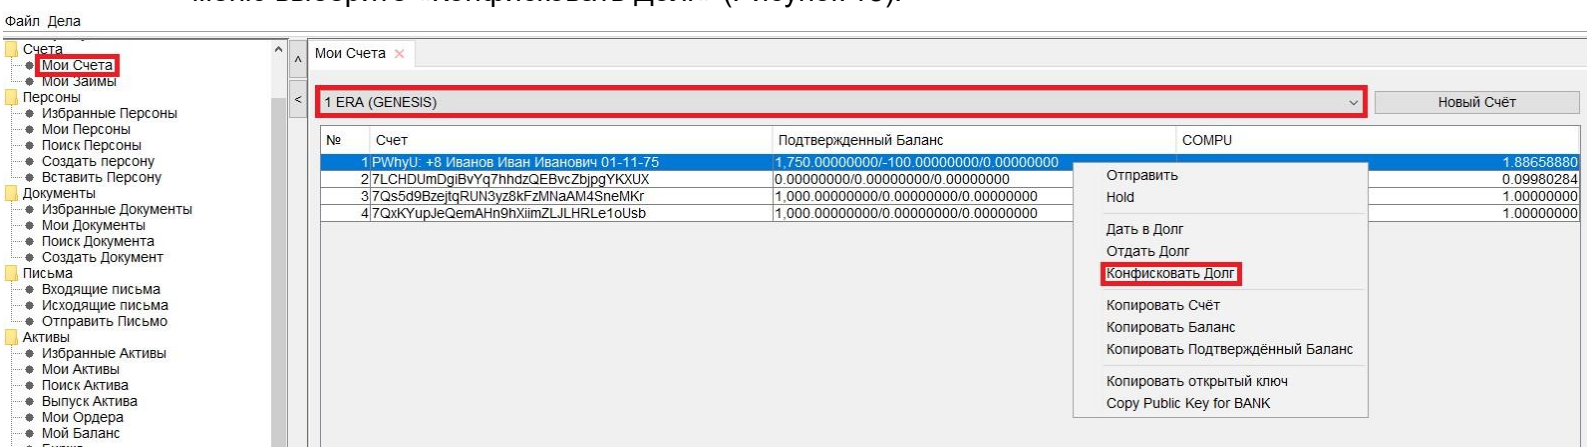 меню выберите «Конфисковать Долг» (Рисунок
Файл Дела
Счета
Мои Счета
Мои Займы
Персоны
Избранные Персоны
Мои Персоны
Поиск Персоны
Создать персону
Вставить Персону
Документы
Избранные Документы
Мои Документы
Поиск Документа
Создать Документ
Письма
Входящие письма
Исходящие письма
Отправить Письмо
Активы
Избранные Активы
Мои Активы
Поиск Актива
Выпуск Актива
Мои Ордера
Мой Баланс
Мои Счета
1 ERA (GENESIS)
Новый Счёт
№ Счет Подтвержденный Баланс COMPU
1 PWhyU: +8 Иванов Иван Иванович 01-11-75 1,750.00000000/-100.00000000/0.00000000 1.88658880
2 7LCHDUmDgiBvYq7hhdzQEBvcZbjpgYKXUX 0.00000000/0.00000000/0.00000000 0.09980284
3 7Qs5d9BzejtqRUN3yz8kFzMNaAM4SneMKr 1,000.00000000/0.00000000/0.00000000 1.00000000
4 7QxKYupJeQemAHn9hXiimZLJLHRLe1oUsb 1,000.00000000/0.00000000/0.00000000 1.00000000
Отправить
Hold
Дать в Долг
Отдать Долг
Конфисковать Долг
Копировать Счёт
Копировать Баланс
Копировать Подтверждённый Баланс
Копировать открытый ключ
Copy Public Key for BANK